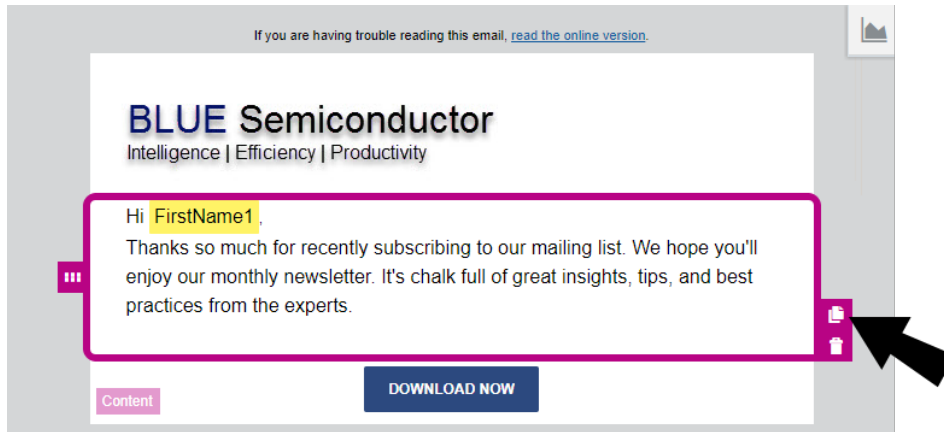 If you are having trouble reading this email, read the online version.
BLUE Semiconductor
Intelligence | Efficiency | Productivity
Hi FirstName1 ,
Thanks so much for recently subscribing to our mailing list. We hope you'll
enjoy our monthly newsletter. It's chalk full of great insights, tips, and best
practices from the experts.
DOWNLOAD NOW
Content